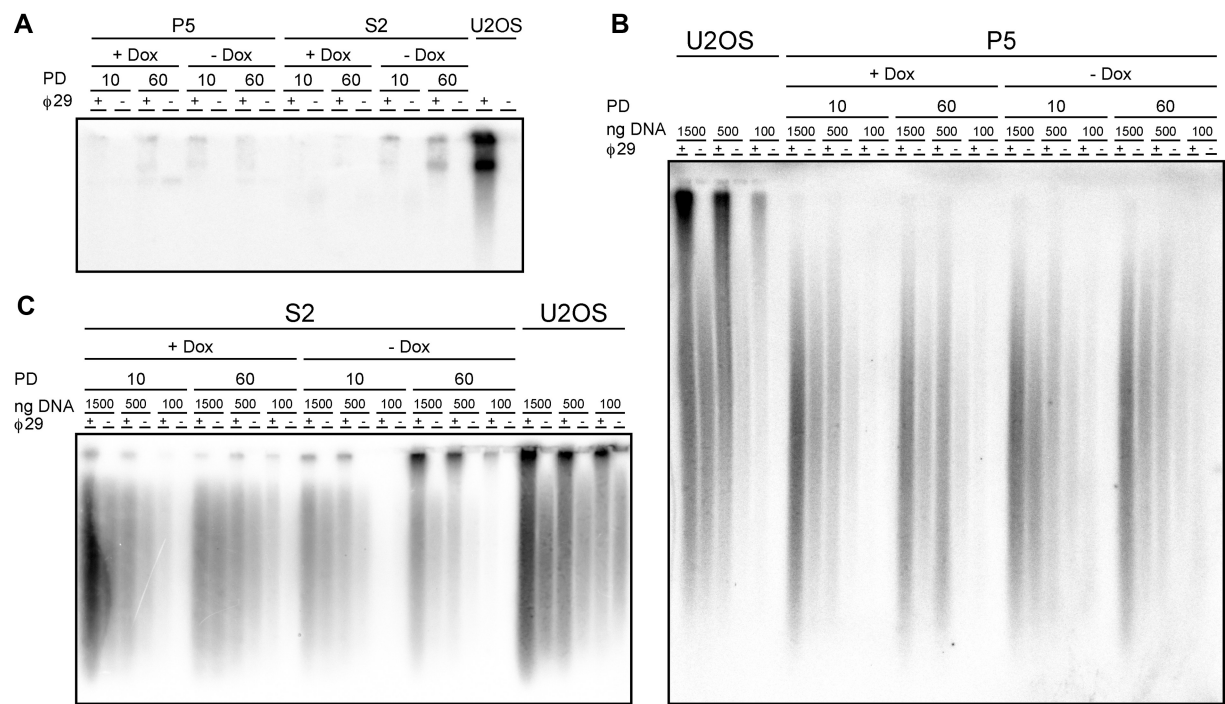 A
P5 S2 U2OS
+ Dox - Dox + Dox - Dox
PD 10 60 10 60 10 60 10 60
ϕ29 + - + - + - + - + - + - + - + - + -
B
U2OS P5
+ Dox - Dox
PD 10 60 10 60
ng DNA 1500 500 100 1500 500 100 1500 500 100 1500 500 100 1500 500 100
ϕ29 + - + - + - + - + - + - + - + - + - + - + - + - + - + - + -
C
S2 U2OS
+ Dox - Dox
PD 10 60 10 60
ng DNA 1500 500 100 1500 500 100 1500 500 100 1500 500 100 1500 500 100
ϕ29 + - + - + - + - + - + - + - + - + - + - + - + - + - + - + -